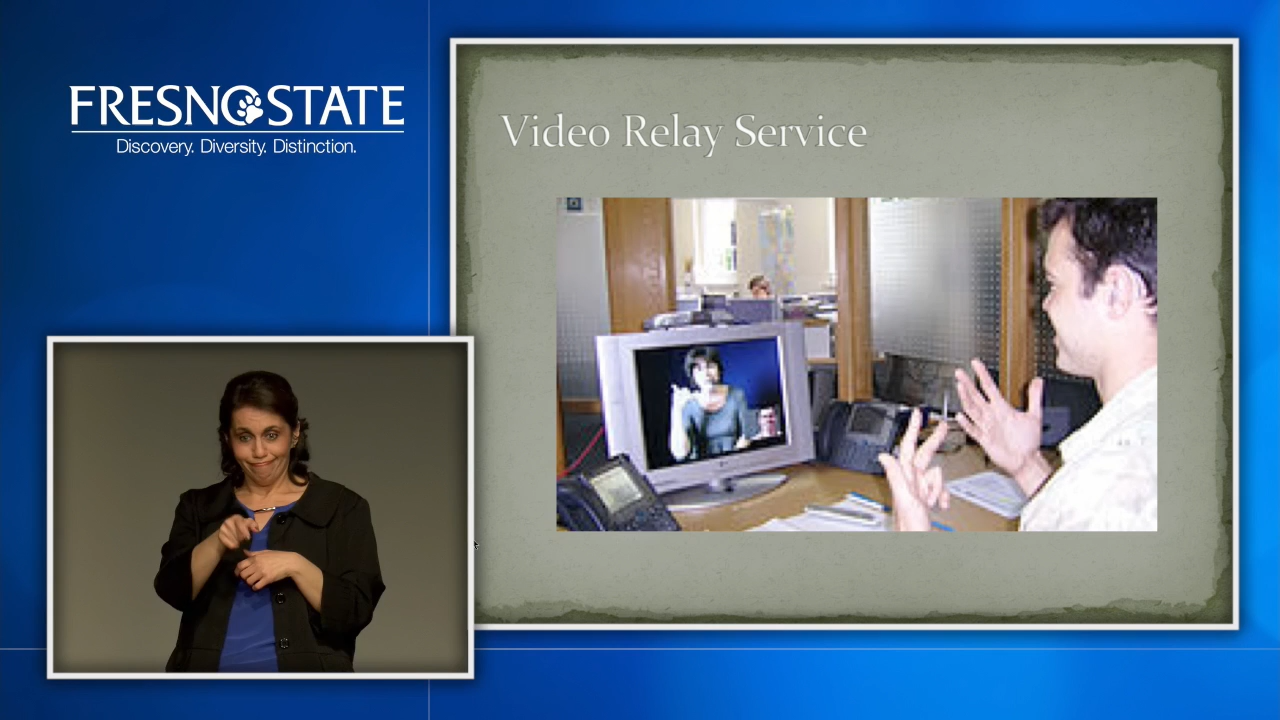 FRESNO STATE
Discovery. Diversity. Distinction.
Video Relay Service